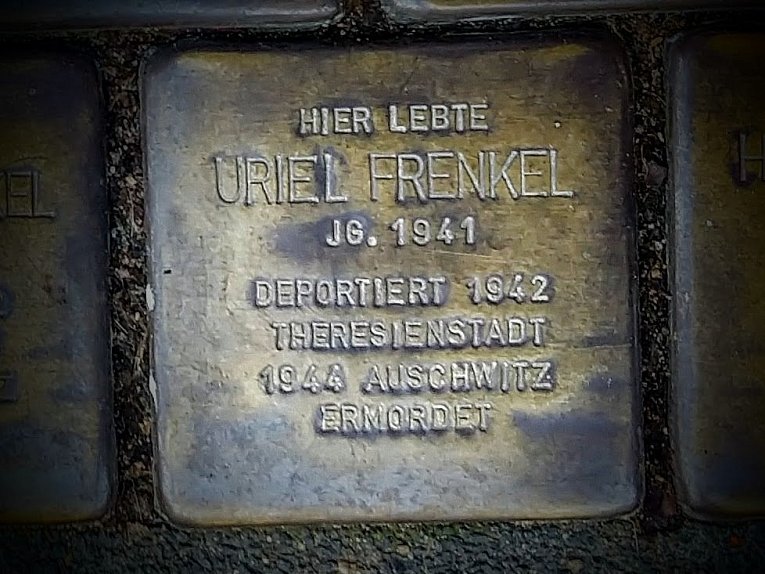 HIER LEBTE
URIEL FRENKEL
JG. 1941
DEPORTIERT 1942
THERESIENSTADT
1944 AUSCHWITZ
ERMORDET